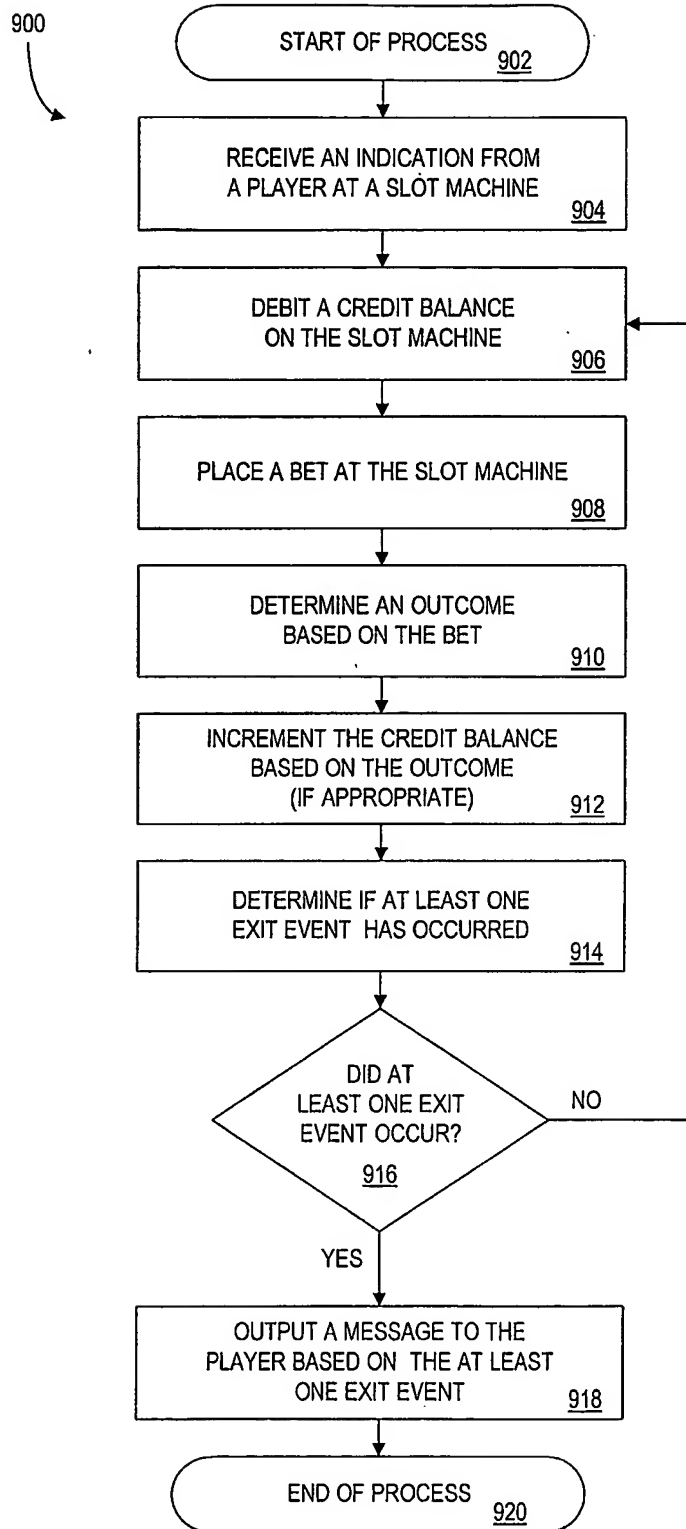 900
START OF PROCESS
902
RECEIVE AN INDICATION FROM
A PLAYER AT A SLOT MACHINE
904
DEBIT A CREDIT BALANCE
ON THE SLOT MACHINE
906
PLACE A BET AT THE SLOT MACHINE
908
DETERMINE AN OUTCOME
BASED ON THE BET
910
INCREMENT THE CREDIT BALANCE
BASED ON THE OUTCOME
(IF APPROPRIATE)
912
DETERMINE IF AT LEAST ONE
EXIT EVENT HAS OCCURRED
914
DID AT
LEAST ONE EXIT
EVENT OCCUR?
916
NO
YES
OUTPUT A MESSAGE TO THE
PLAYER BASED ON THE AT LEAST
ONE EXIT EVENT
918
END OF PROCESS
920